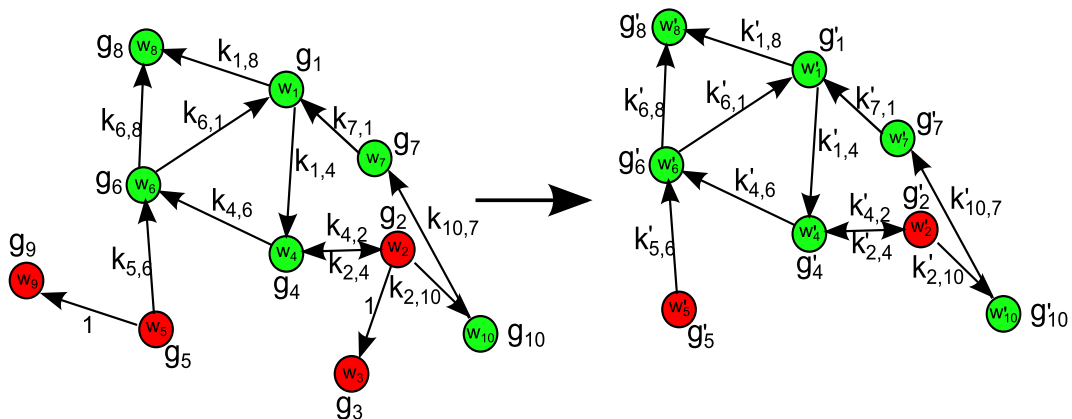 g8 w8 k1,8 g1 w1
k6,8 k6,1 k7,1 g7 w7
g6 w6 k1,4
k4,6 g2 k10,7
k5,6 w4 k4,2 w2
g4 k2,4 k2,10
g9 w9 1 w5 g5
1 w10 g10
w3 g3
g'8 w'8 k'1,8 g'1 w'1
k'6,8 k'6,1 k'7,1 g'7 w'7
g'6 w'6 k'1,4
k'4,6 g'2 k'10,7
k'5,6 w'4 k'4,2 w'2
g'4 k'2,4 k'2,10
w'5 g'5 w'10 g'10